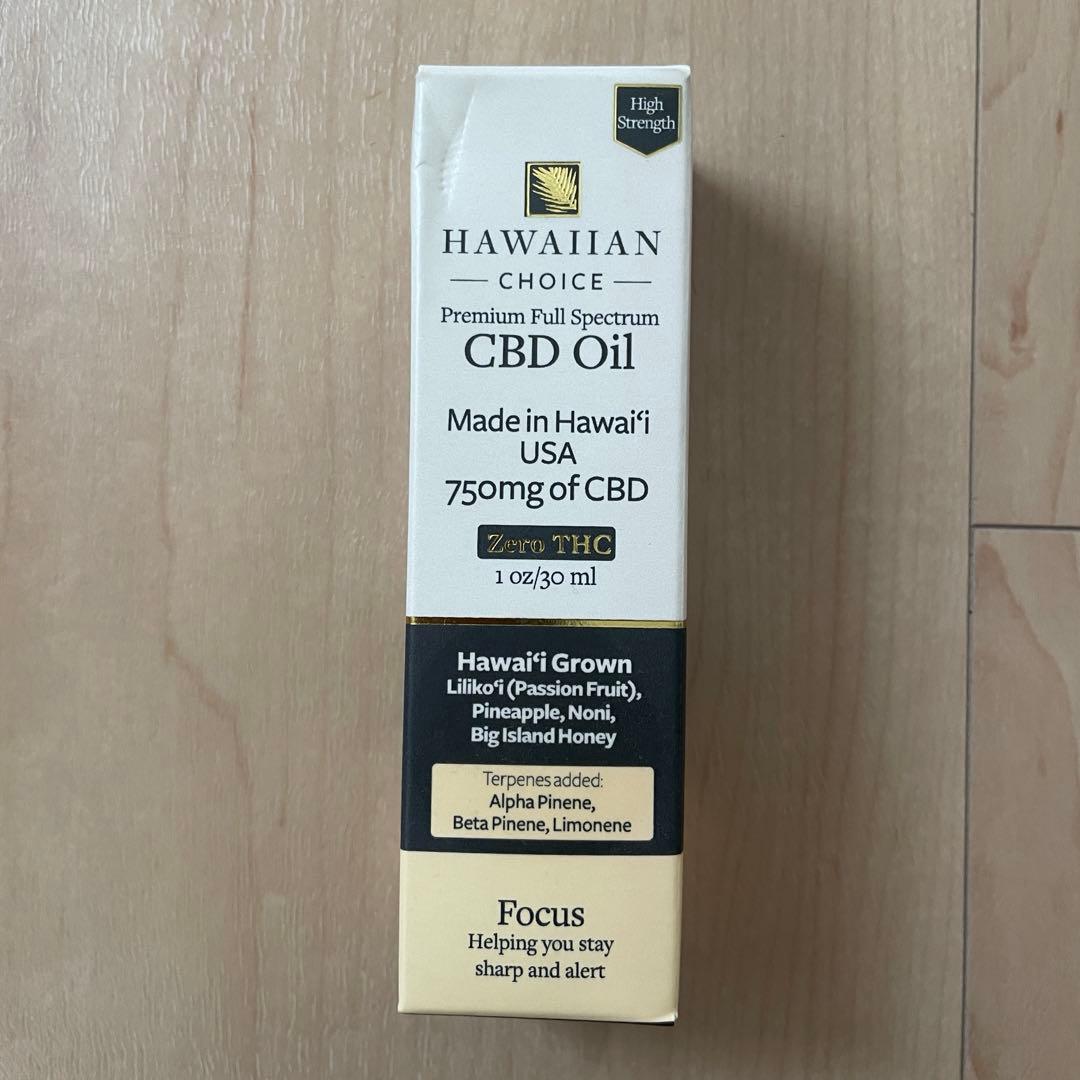 High
Strength
HAWAIIAN
CHOICE
Premium Full Spectrum
CBD Oil
Made in Hawaiʻi
USA
750mg of CBD
Zero THC
1 oz/30 ml
Hawaiʻi Grown
Lilikoʻi (Passion Fruit),
Pineapple, Noni,
Big Island Honey
Terpenes added:
Alpha Pinene,
Beta Pinene, Limonene
Focus
Helping you stay
sharp and alert